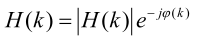 H(k) = |H(k)|e^{-jφ(k)}